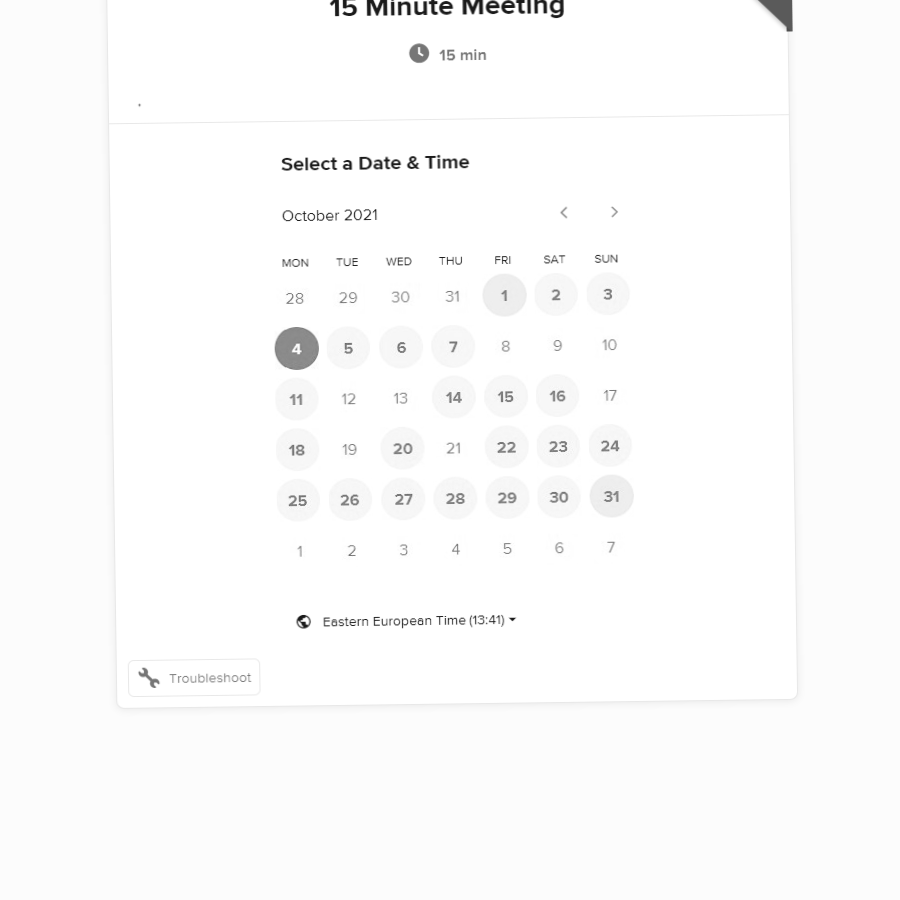 15 Minute Meeting
15 min
.
Select a Date & Time
October 2021
MON TUE WED THU FRI SAT SUN
28 29 30 31 1 2 3
4 5 6 7 8 9 10
11 12 13 14 15 16 17
18 19 20 21 22 23 24
25 26 27 28 29 30 31
1 2 3 4 5 6 7
Eastern European Time (13:41)
Troubleshoot